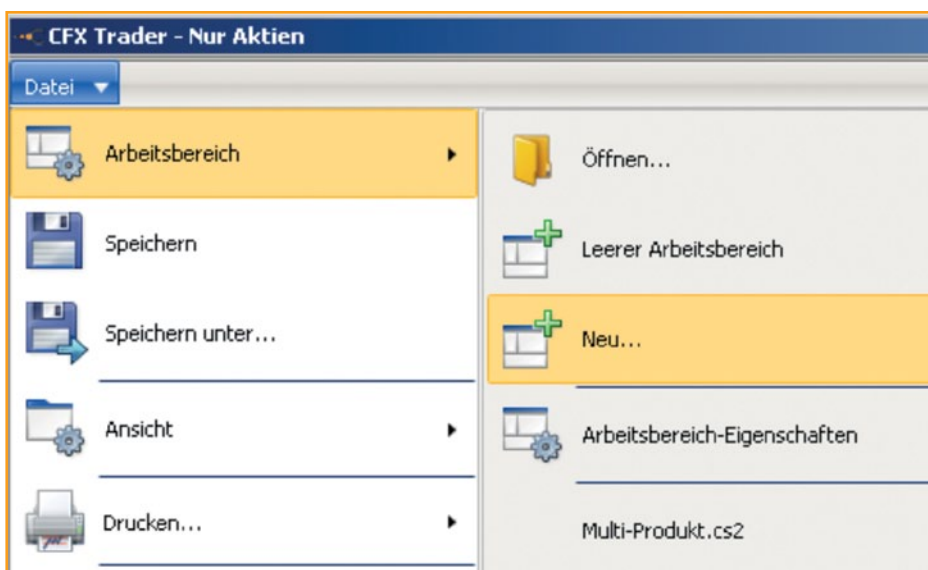 CFX Trader - Nur Aktien
Datei
Arbeitsbereich
Speichern
Speichern unter...
Ansicht
Drucken...
Öffnen...
Leerer Arbeitsbereich
Neu...
Arbeitsbereich-Eigenschaften
Multi-Produkt.cs2